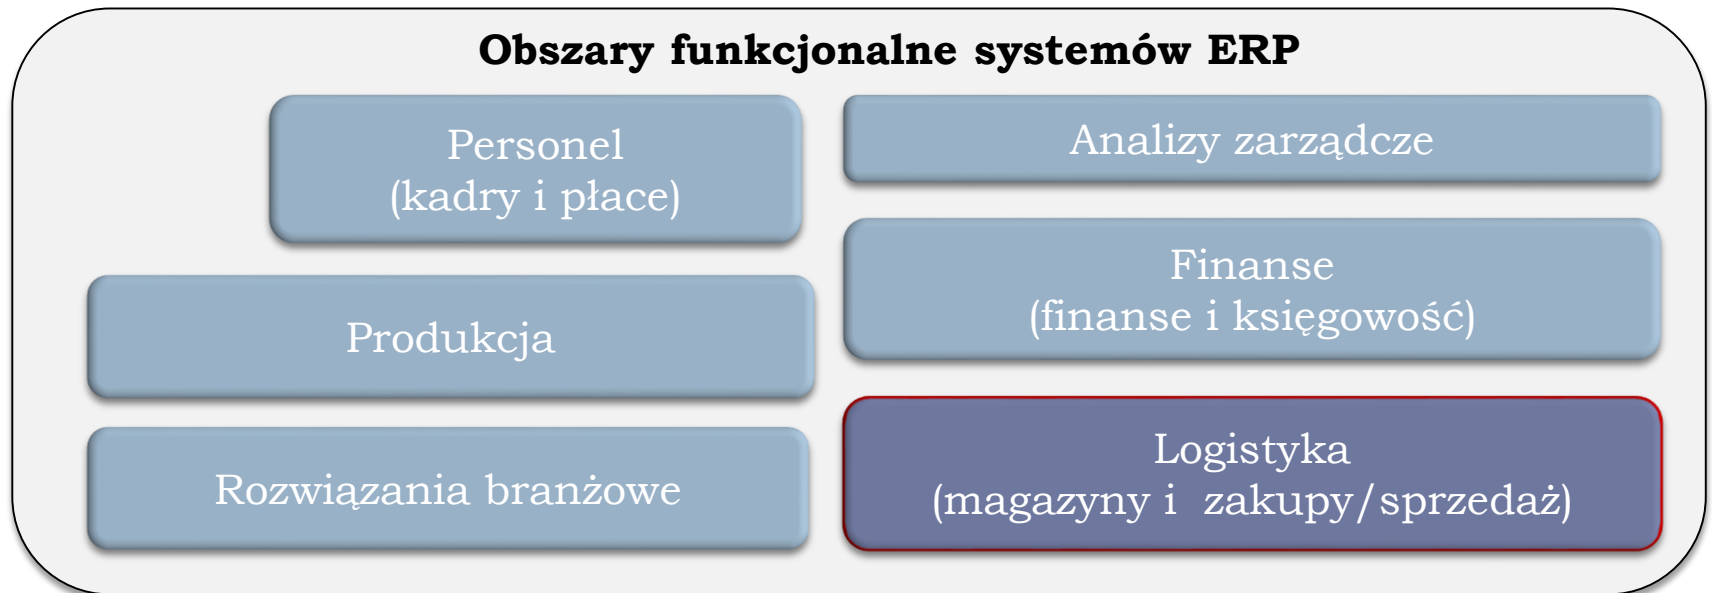 Obszary funkcjonalne systemów ERP
Personel
(kadry i płace)
Produkcja
Rozwiązania branżowe
Analizy zarządcze
Finanse
(finanse i księgowość)
Logistyka
(magazyny i  zakupy/sprzedaż)